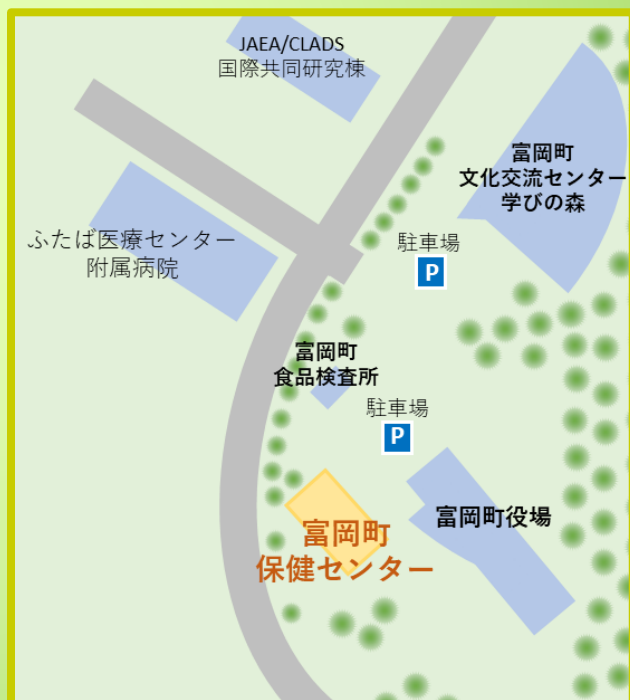 JAEA/CLADS
国際共同研究棟
富岡町
文化交流センター
学びの森
ふたば医療センター
附属病院
駐車場
P
富岡町
食品検査所
駐車場
P
富岡町役場
富岡町
保健センター